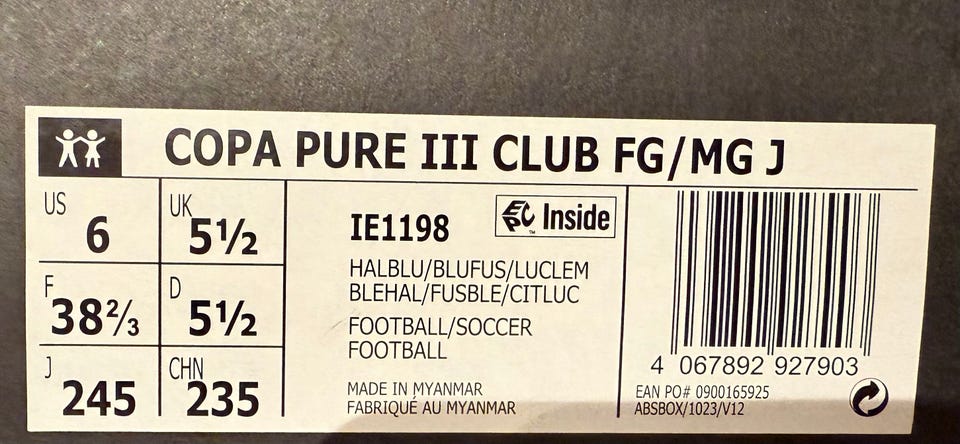 COPA PURE III CLUB FG/MG J
US
6
UK
5½
F
38⅔
D
5½
J
245
CHN
235
IE1198
EPC Inside
™
HALBLU/BLUFUS/LUCLEM
BLEHAL/FUSBLE/CITLUC
FOOTBALL/SOCCER
FOOTBALL
MADE IN MYANMAR
FABRIQUÉ AU MYANMAR
4 067892 927903
EAN PO# 0900165925
ABSBOX/1023/V12